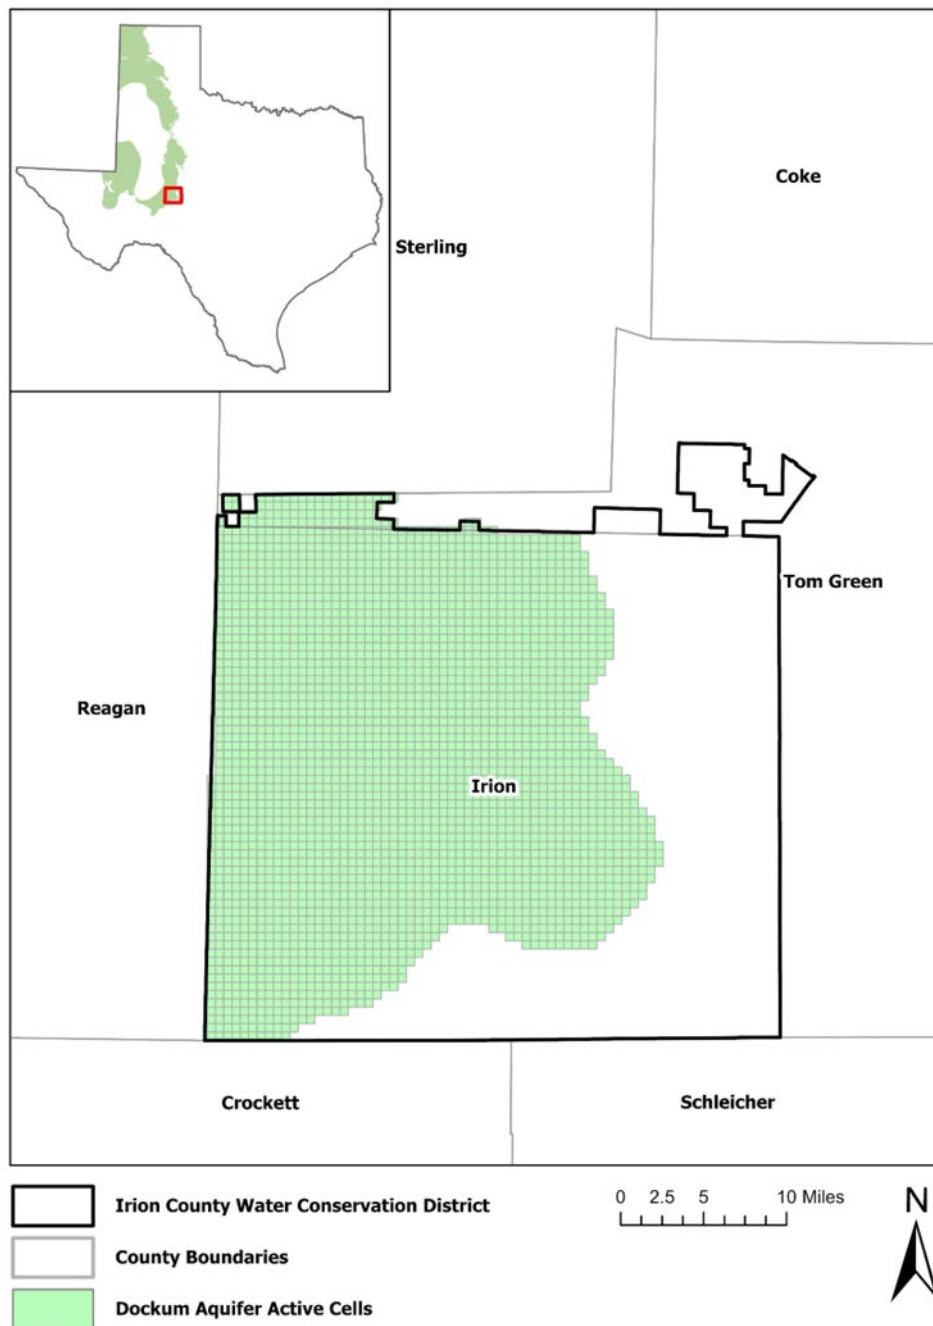 Coke
Sterling
Tom Green
Reagan
Irion
Crockett
Schleicher
Irion County Water Conservation District
0 2.5 5 10 Miles
N
County Boundaries
Dockum Aquifer Active Cells